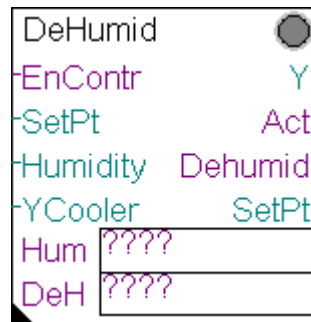 DeHumid
EnContr Y
SetPt Act
Humidity Dehumid
YCooler SetPt
Hum ????
DeH ????